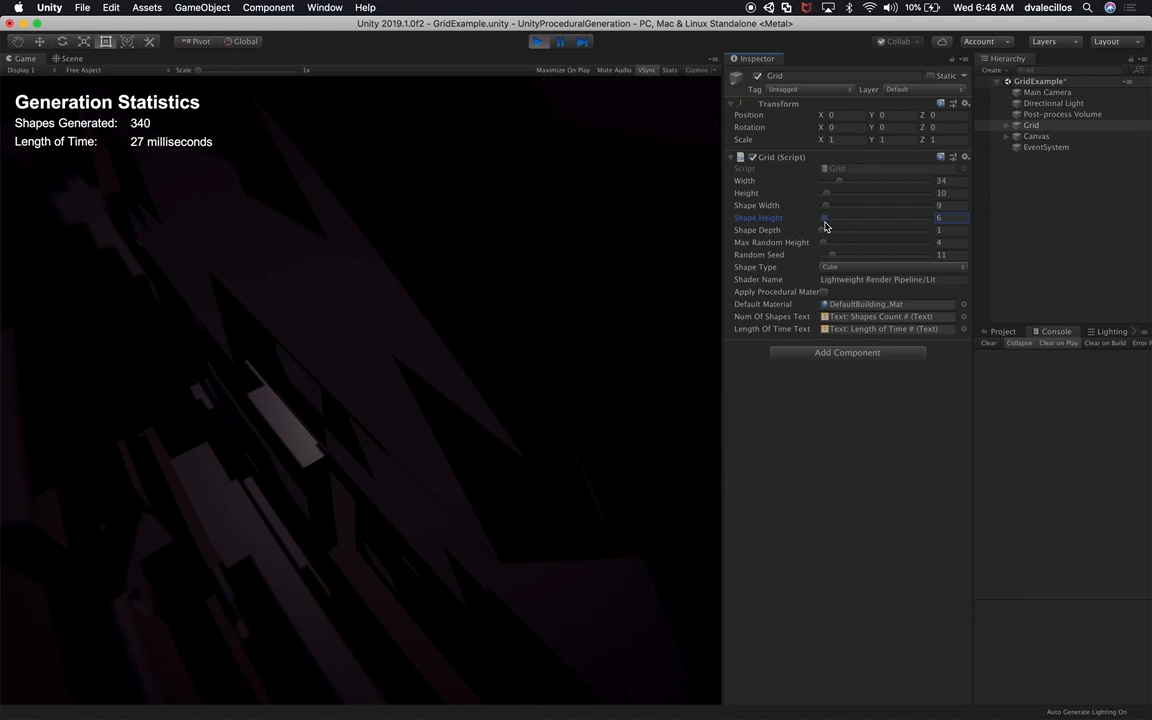 Unity File Edit Assets GameObject Component Window Help 10% Wed 6:48 AM dvalecillos
Unity 2019.1.0f2 - GridExample.unity - UnityProceduralGeneration - PC, Mac & Linux Standalone <Metal>
Pivot Global Collab Account Layers Layout
Game Scene Inspector Hierarchy
Display 1 Free Aspect Scale 1x Maximize On Play Mute Audio VSync Stats Gizmos
Create All
Grid Static
Tag Untagged Layer Default
GridExample*
Main Camera
Directional Light
Post-process Volume
Grid
Canvas
EventSystem
Generation Statistics
Shapes Generated: 340
Length of Time: 27 milliseconds
Transform
Position X 0 Y 0 Z 0
Rotation X 0 Y 0 Z 0
Scale X 1 Y 1 Z 1
Grid (Script)
Script Grid
Width 34
Height 10
Shape Width 9
Shape Height 6
Shape Depth 1
Max Random Height 4
Random Seed 11
Shape Type Cube
Shader Name Lightweight Render Pipeline/Lit
Apply Procedural Mater
Default Material DefaultBuilding_Mat
Num Of Shapes Text Text: Shapes Count # (Text)
Length Of Time Text Text: Length of Time # (Text)
Add Component
Project Console Lighting
Clear Collapse Clear on Play Clear on Build Error P
Auto Generate Lighting On